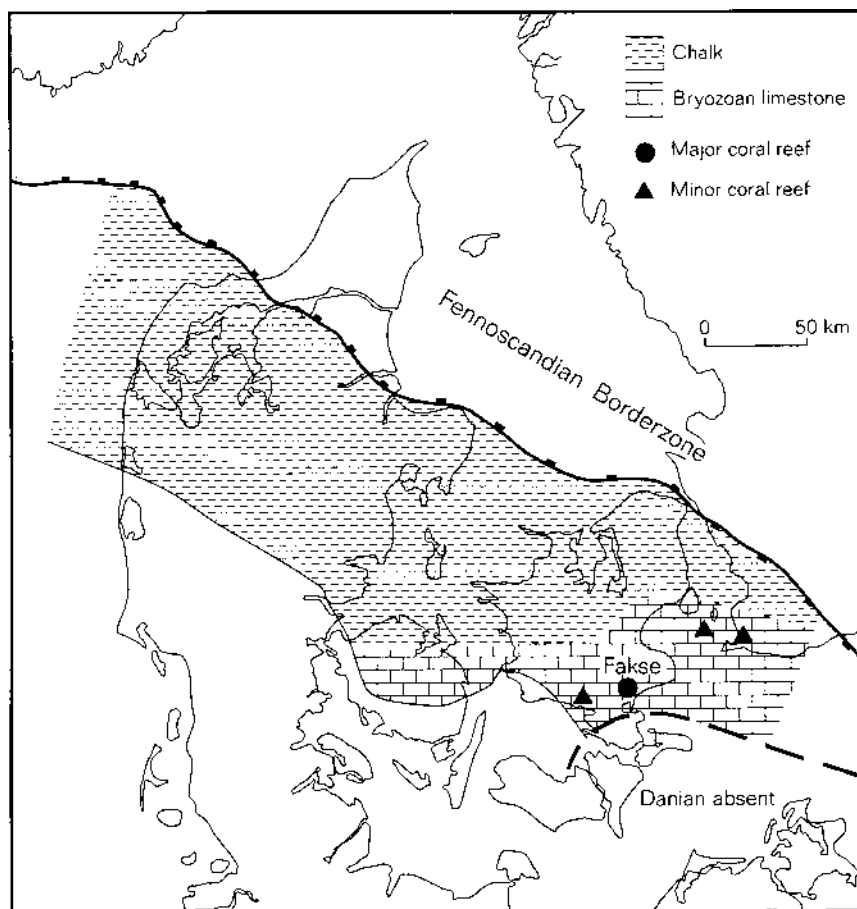 Chalk
Bryozoan limestone
Major coral reef
Minor coral reef
0 50 km
Fennoscandian Borderzone
Fakse
Danian absent